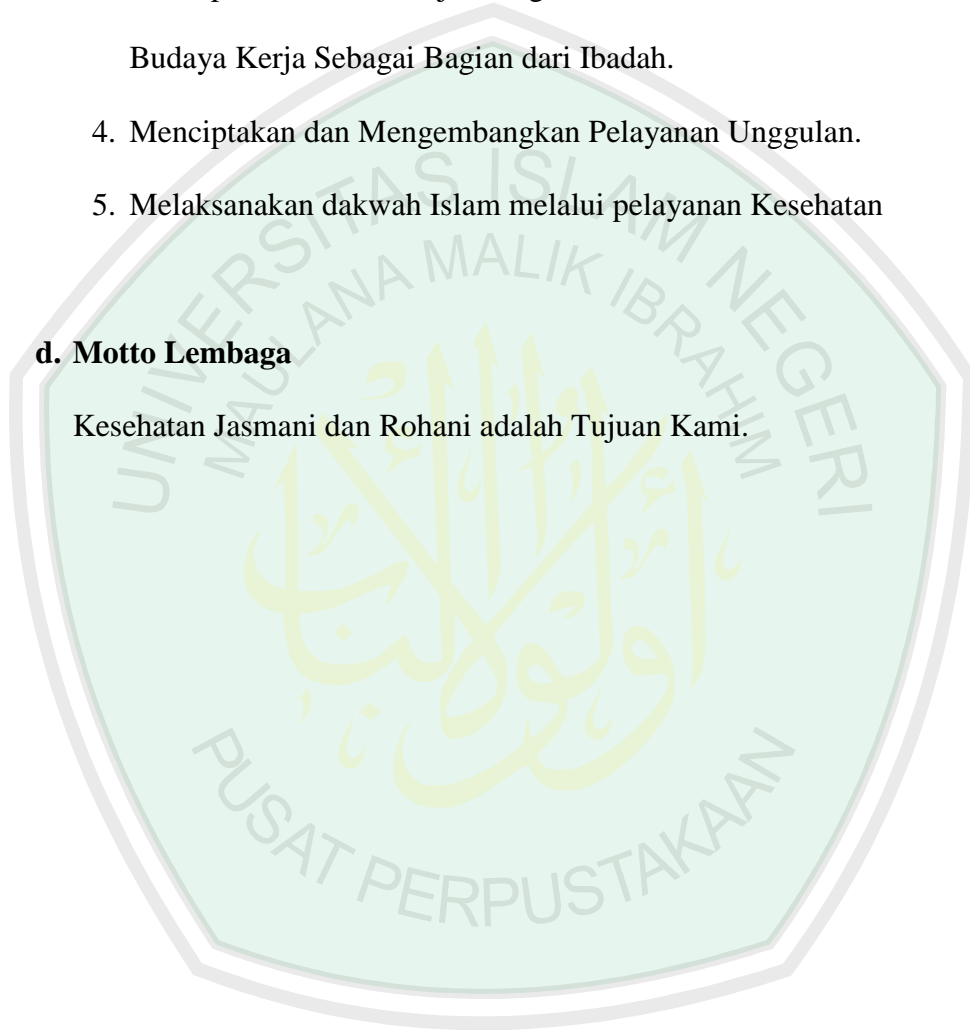 Budaya Kerja Sebagai Bagian dari Ibadah.
4. Menciptakan dan Mengembangkan Pelayanan Unggulan.
5. Melaksanakan dakwah Islam melalui pelayanan Kesehatan
UNIVERSITAS ISLAM NEGERI
MAULANA MALIK IBRAHIM
d. Motto Lembaga
Kesehatan Jasmani dan Rohani adalah Tujuan Kami.
PUSAT PERPUSTAKAAN